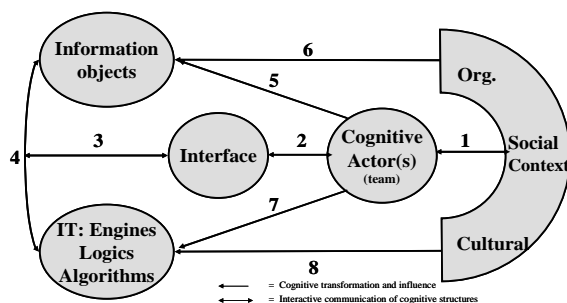 Information
objects
6
Org.
5
4
3
Interface
2
Cognitive
Actor(s)
(team)
1
Social
Context
7
IT: Engines
Logics
Algorithms
8
Cultural
= Cognitive transformation and influence
= Interactive communication of cognitive structures